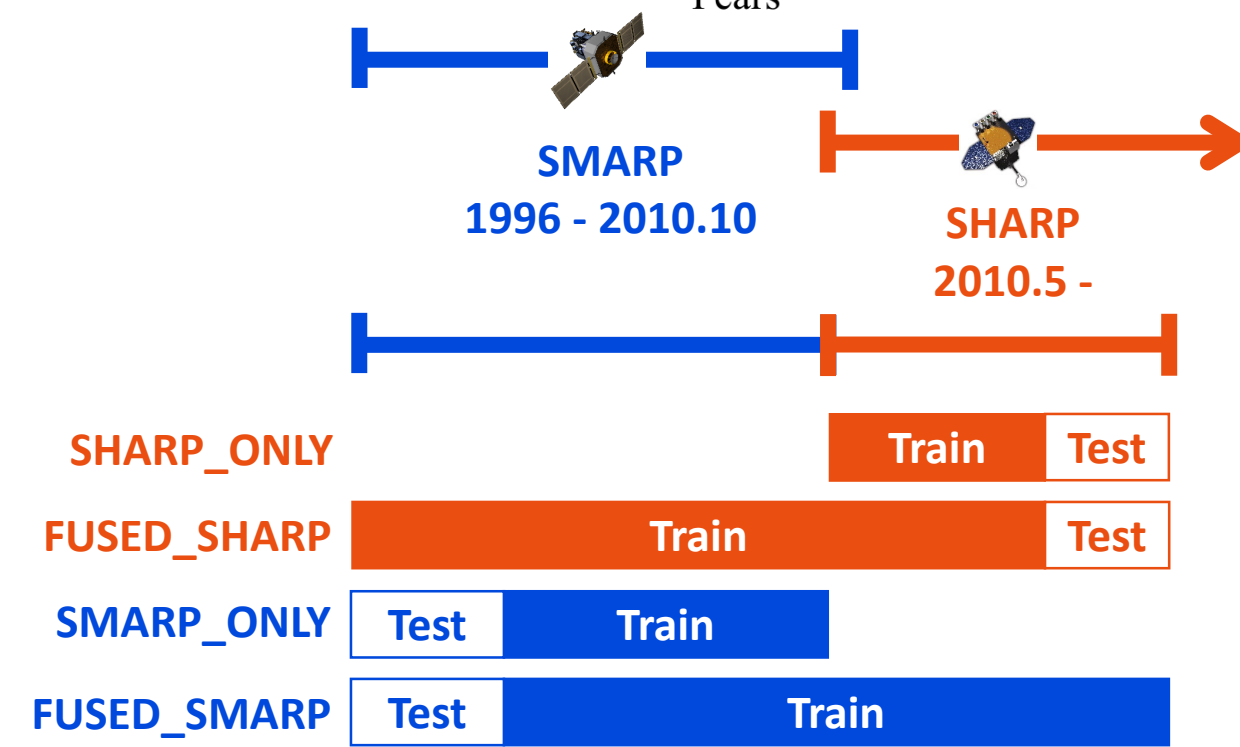 SMARP
1996 - 2010.10
SHARP
2010.5 -
SHARP_ONLY
Train
Test
FUSED_SHARP
Train
Test
SMARP_ONLY
Test
Train
FUSED_SMARP
Test
Train